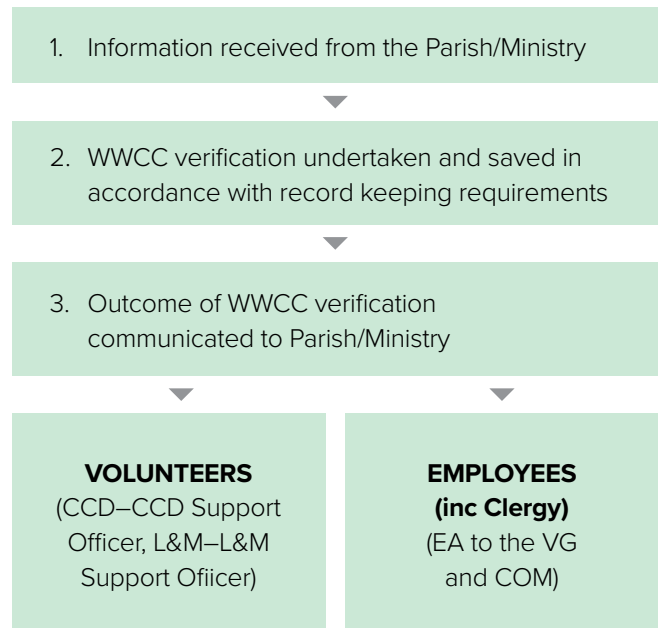 1. Information received from the Parish/Ministry
2. WWCC verification undertaken and saved in
accordance with record keeping requirements
3. Outcome of WWCC verification
communicated to Parish/Ministry
VOLUNTEERS
(CCD–CCD Support
Officer, L&M–L&M
Support Ofiicer)
EMPLOYEES
(inc Clergy)
(EA to the VG
and COM)